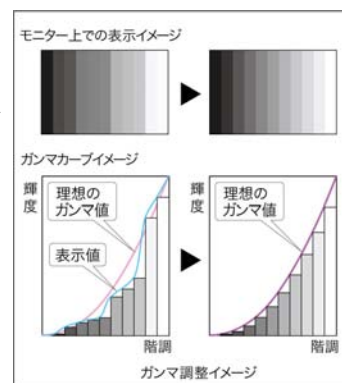 モニター上での表示イメージ
ガンマカーブイメージ
輝度
理想の
ガンマ値
表示値
階調
輝度
理想の
ガンマ値
階調
ガンマ調整イメージ